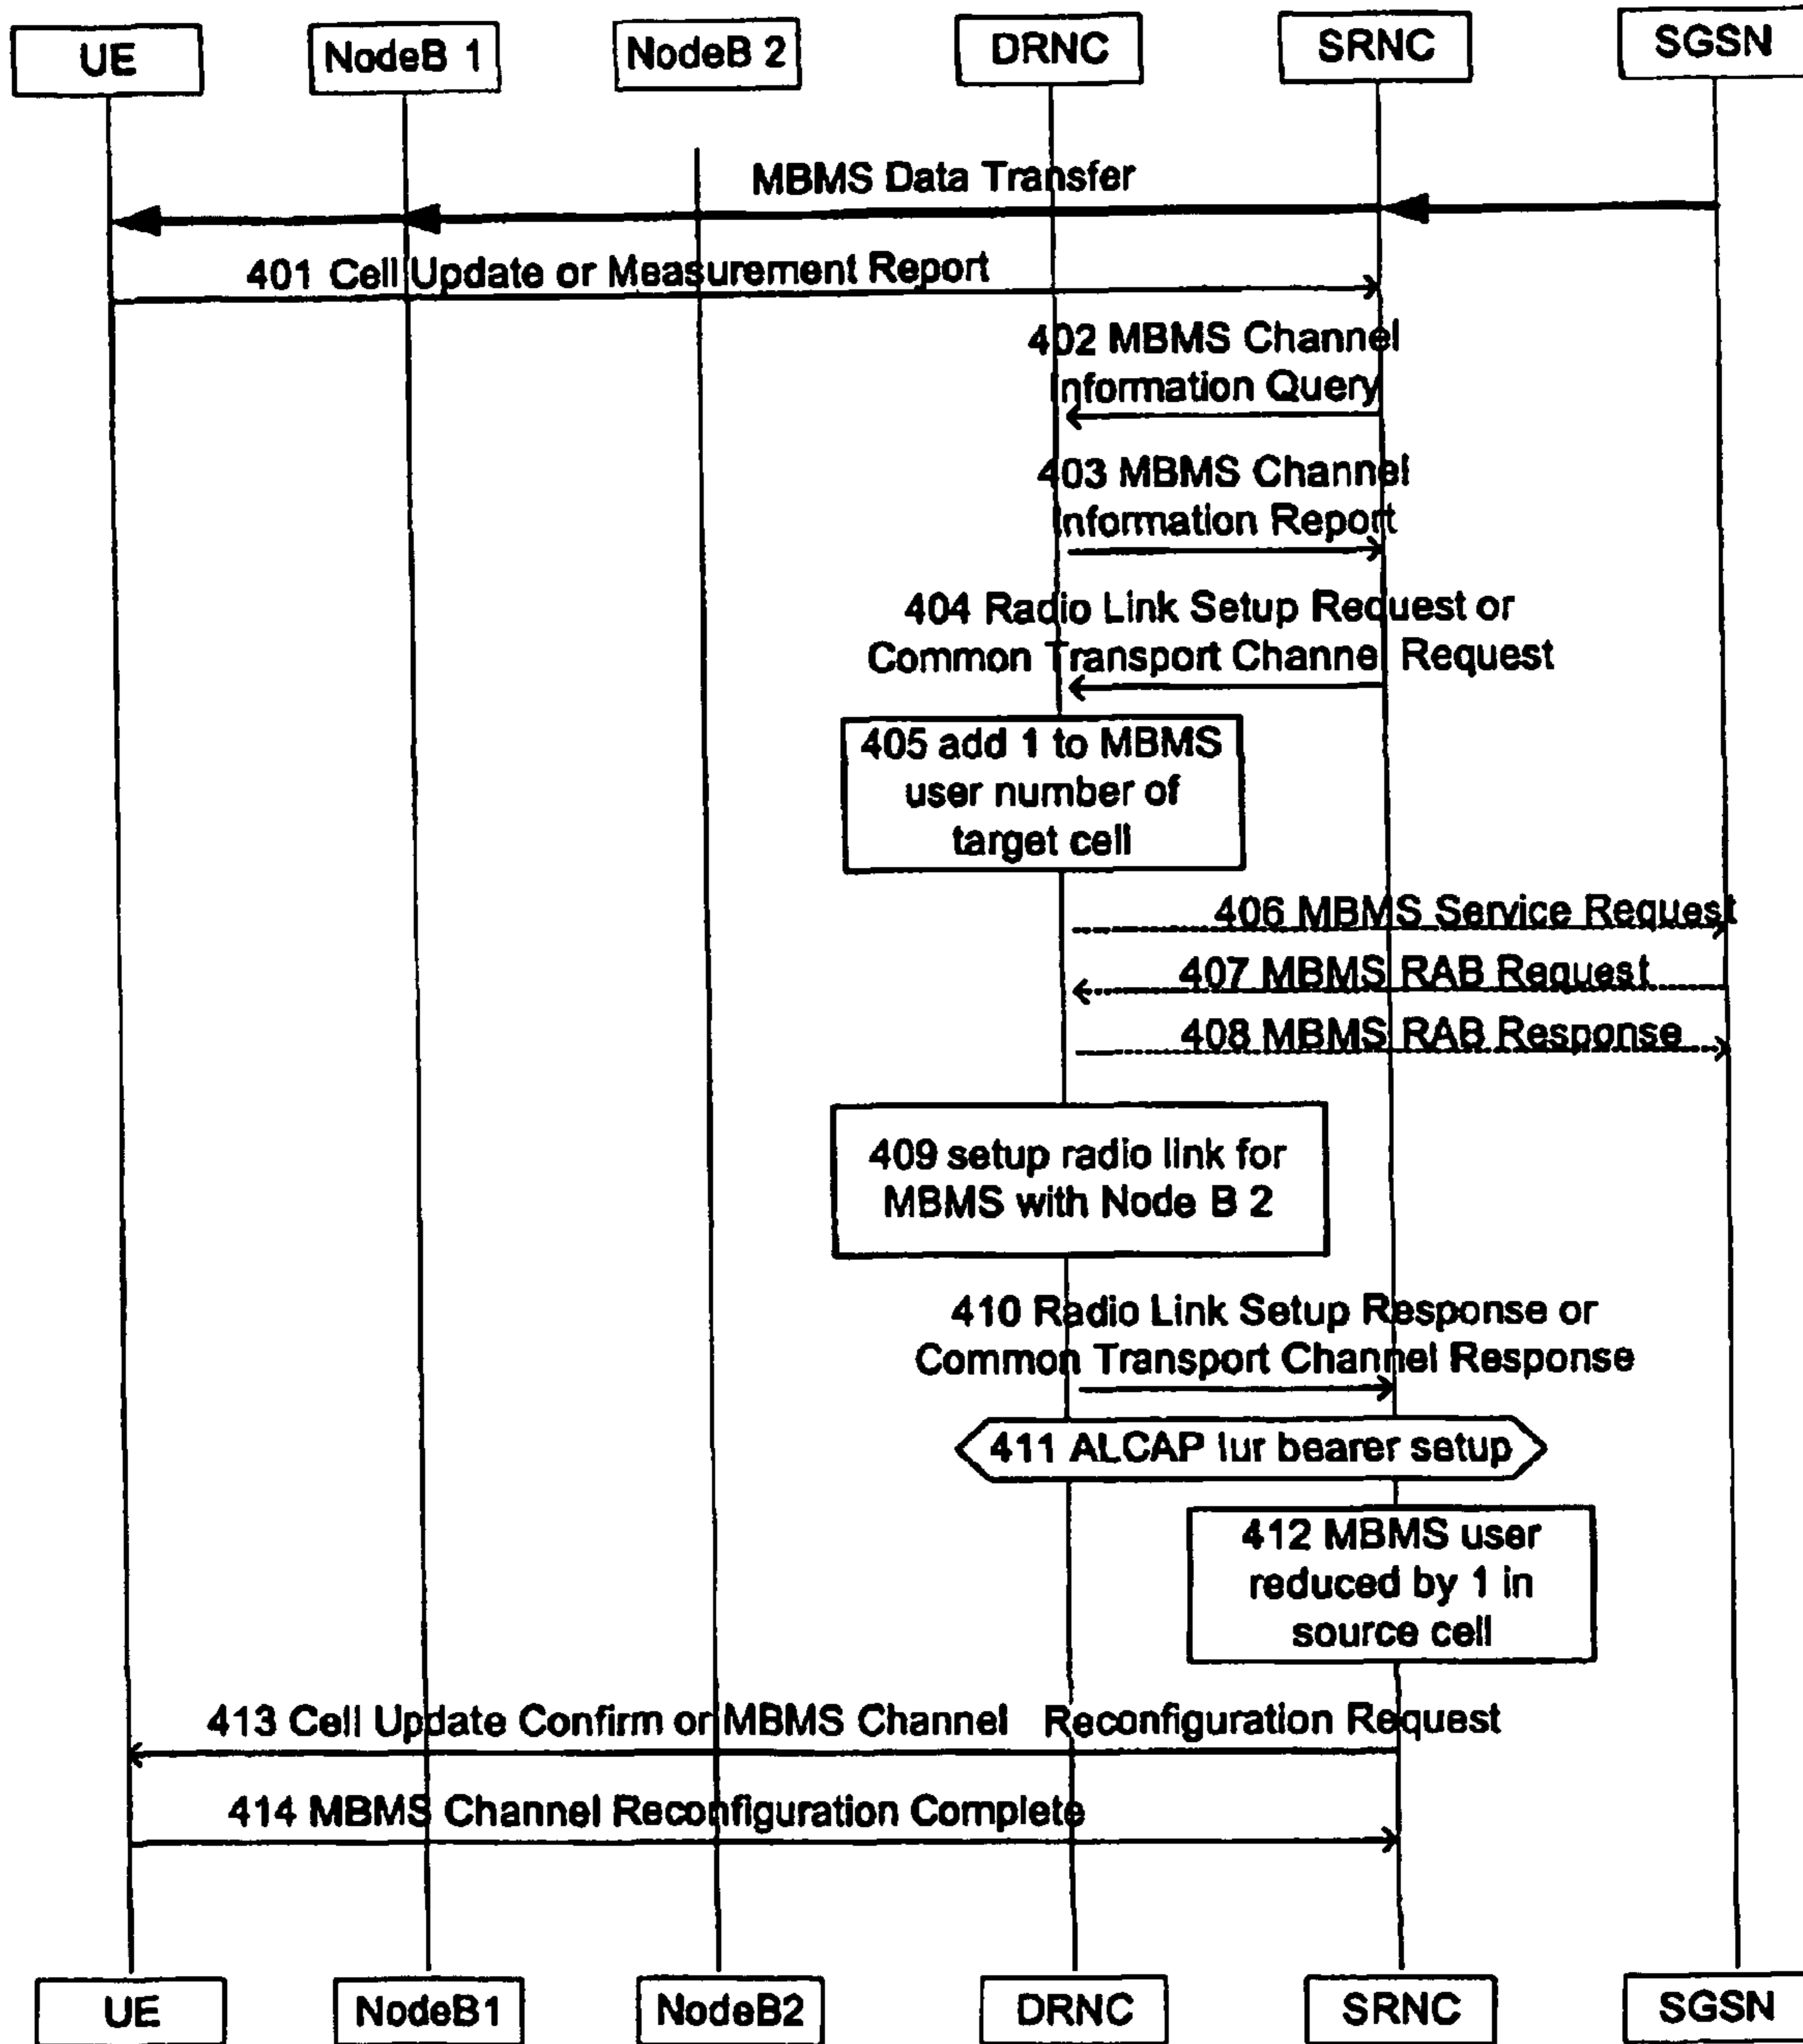 UE
NodeB 1
NodeB 2
DRNC
SRNC
SGSN
MBMS Data Transfer
401 Cell Update or Measurement Report
402 MBMS Channel
Information Query
403 MBMS Channel
Information Report
404 Radio Link Setup Request or
Common Transport Channel Request
405 add 1 to MBMS
user number of
target cell
406 MBMS Service Request
407 MBMS RAB Request
408 MBMS RAB Response
409 setup radio link for
MBMS with Node B 2
410 Radio Link Setup Response or
Common Transport Channel Response
411 ALCAP Iur bearer setup
412 MBMS user
reduced by 1 in
source cell
413 Cell Update Confirm or MBMS Channel Reconfiguration Request
414 MBMS Channel Reconfiguration Complete
UE
NodeB1
NodeB2
DRNC
SRNC
SGSN